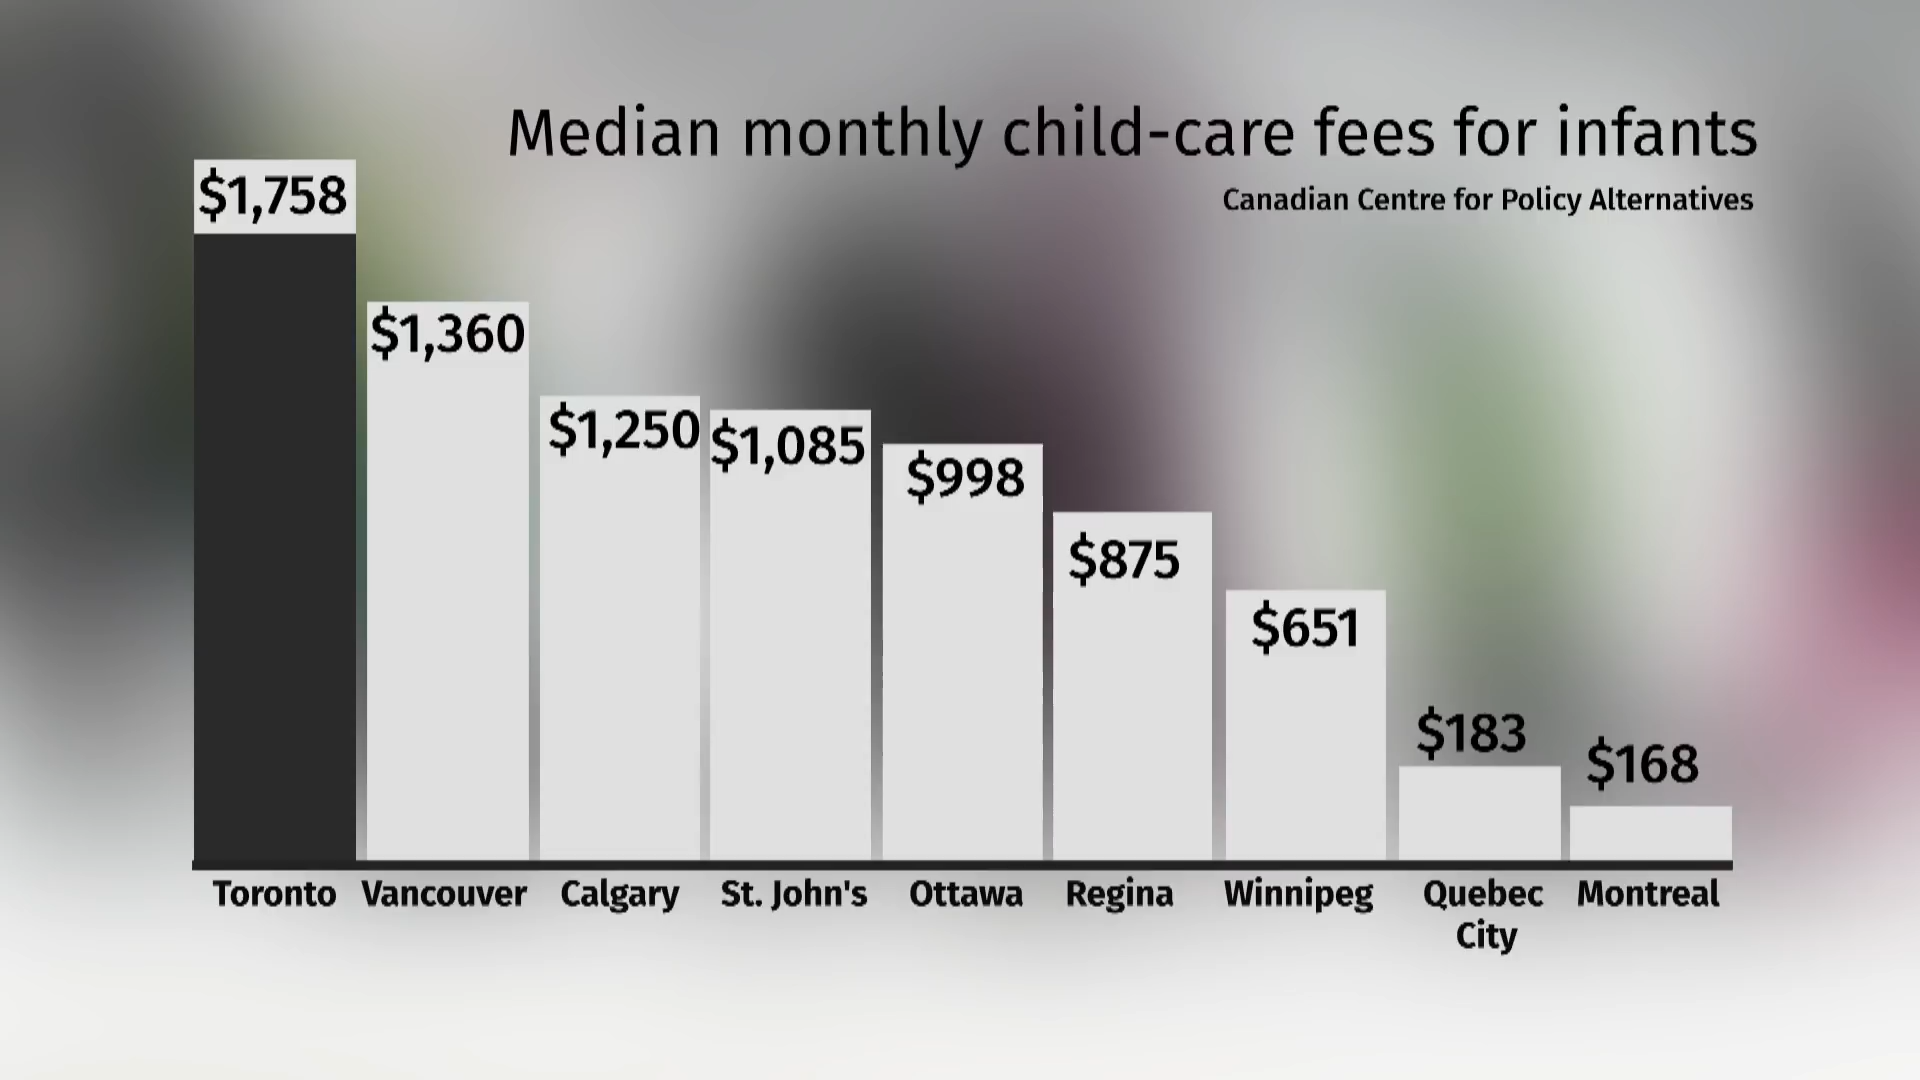 Median monthly child-care fees for infants
Canadian Centre for Policy Alternatives
$1,758
$1,360
$1,250
$1,085
$998
$875
$651
$183
$168
Toronto
Vancouver
Calgary
St. John's
Ottawa
Regina
Winnipeg
Quebec
City
Montreal